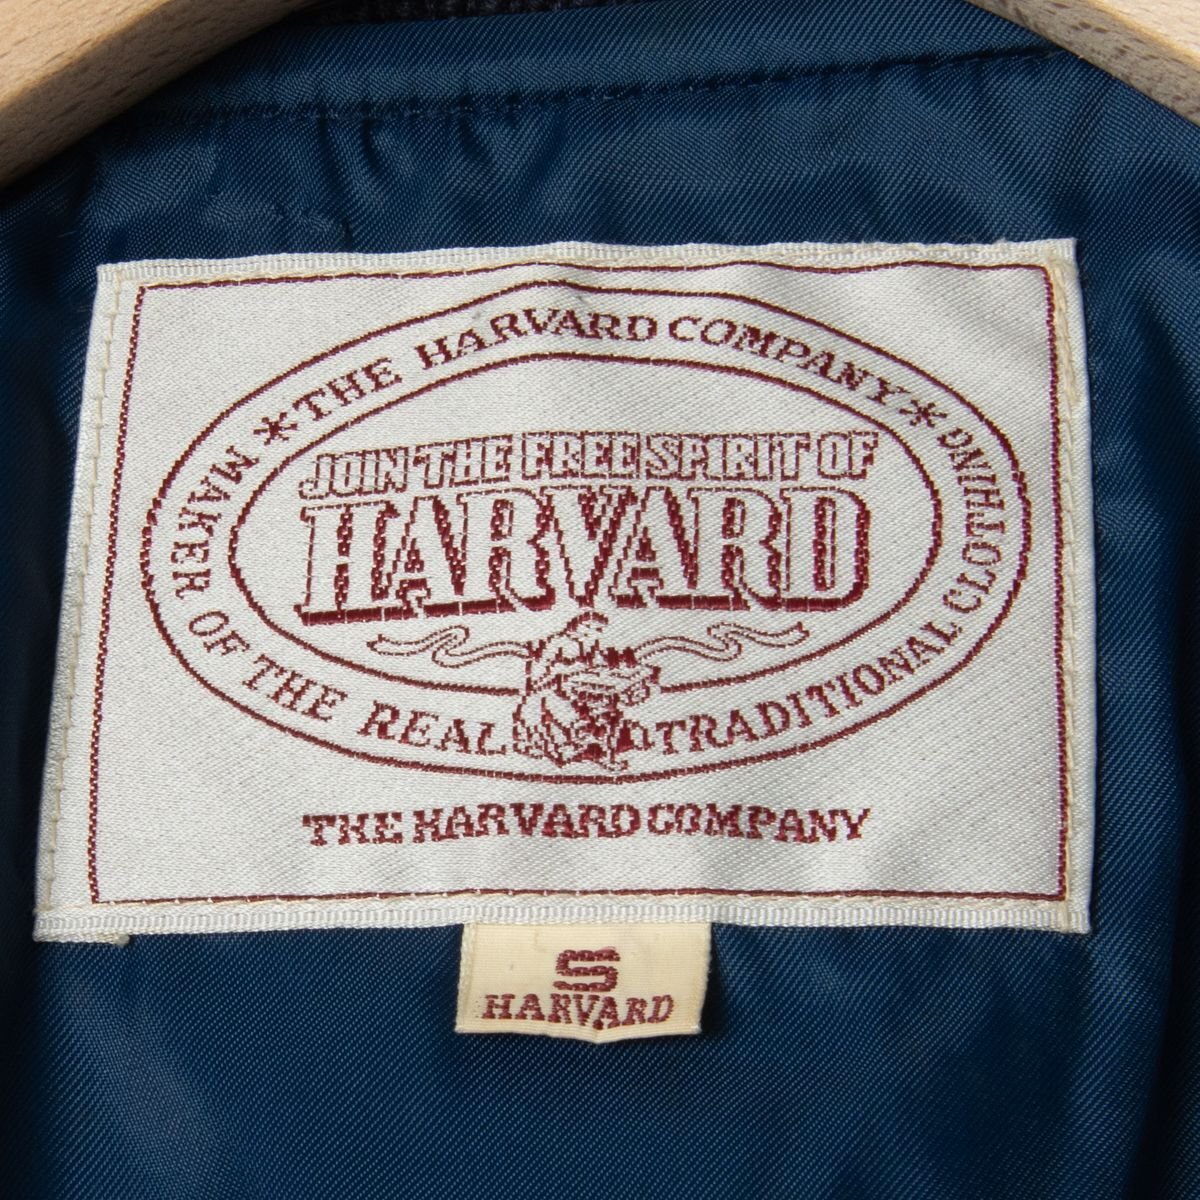 * THE HARVARD COMPANY *
MAKER OF THE REAL TRADITIONAL CLOTHING
JOIN THE FREE SPIRIT OF
HARVARD
THE HARVARD COMPANY
S
HARVARD